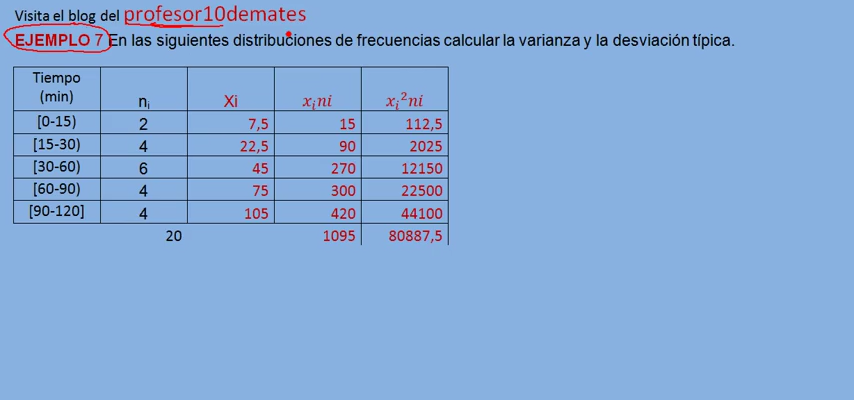 Visita el blog del profesor10demates
EJEMPLO 7 En las siguientes distribuciones de frecuencias calcular la varianza y la desviación típica.
Tiempo (min) ni Xi xini xi²ni
[0-15) 2 7,5 15 112,5
[15-30) 4 22,5 90 2025
[30-60) 6 45 270 12150
[60-90) 4 75 300 22500
[90-120] 4 105 420 44100
20 1095 80887,5